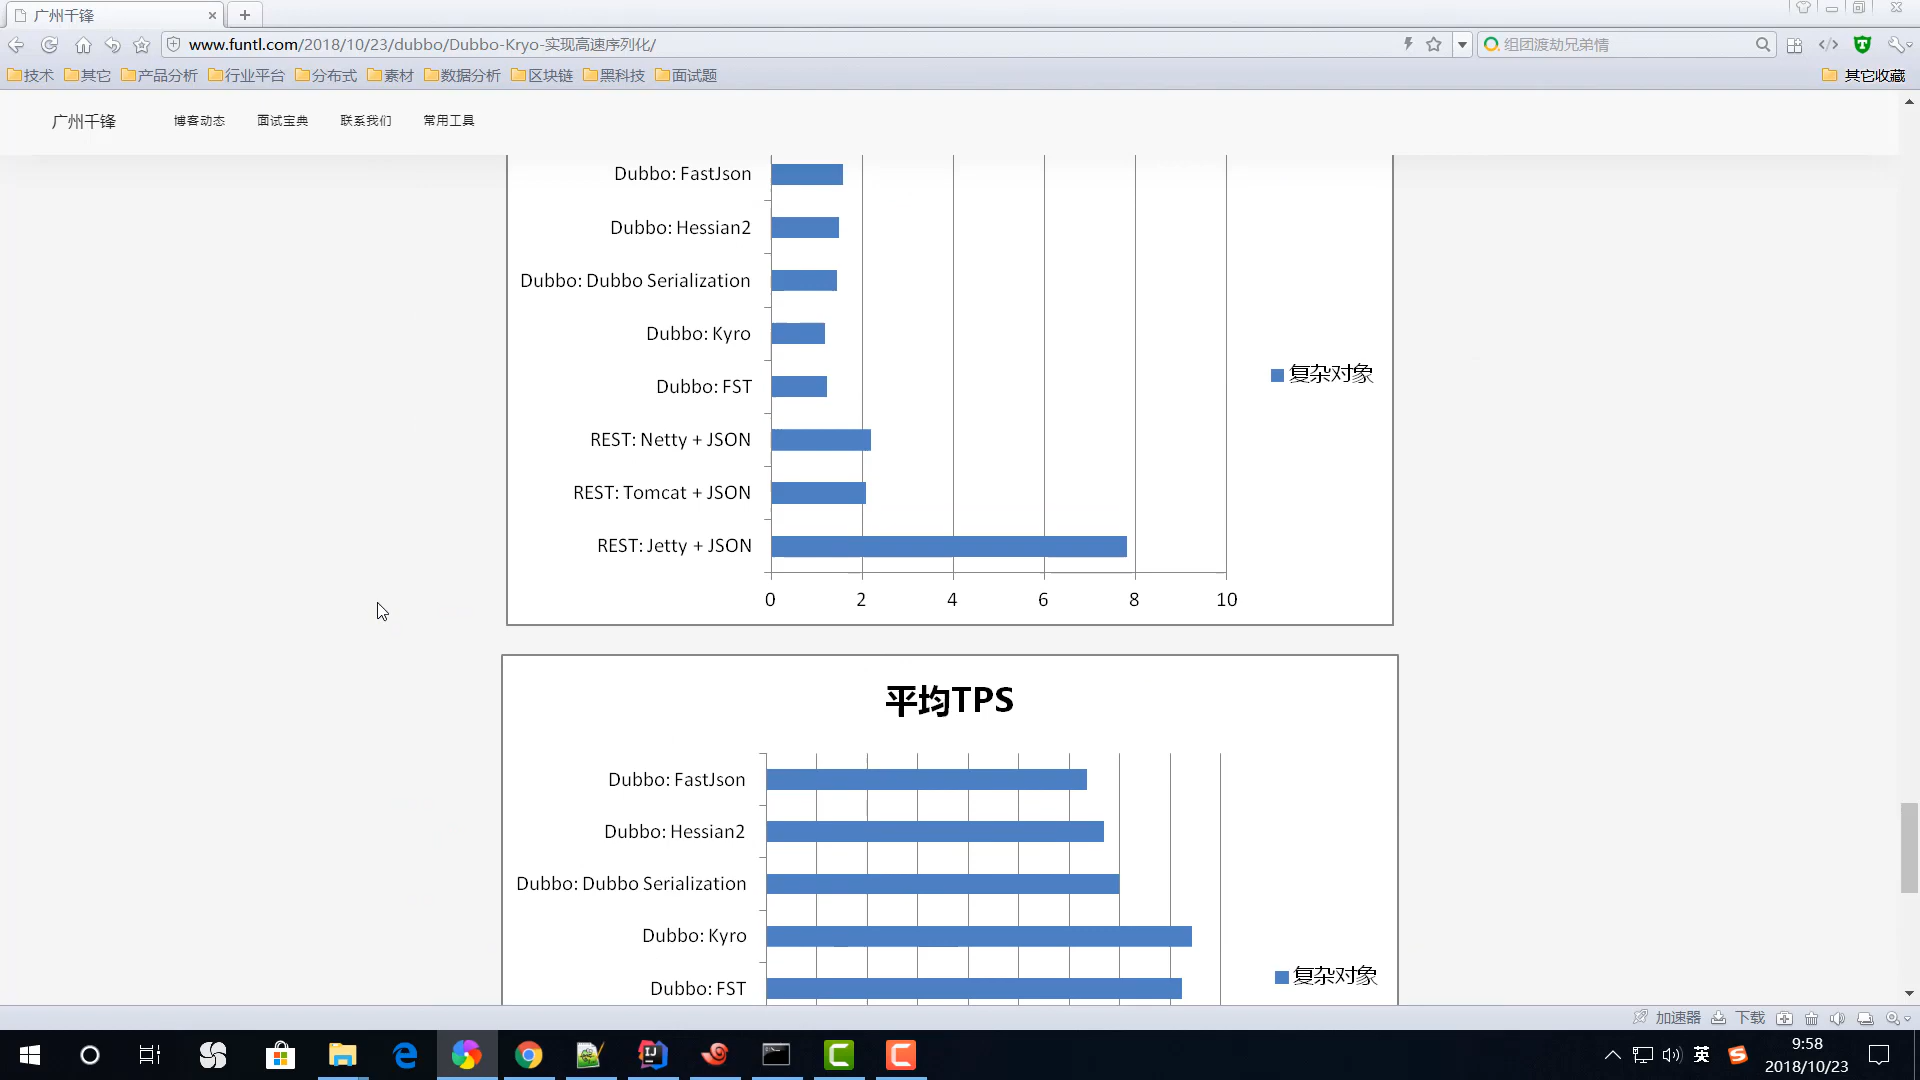 广州千锋
www.funtl.com/2018/10/23/dubbo/Dubbo-Kryo-实现高速序列化/
组团渡劫兄弟情
技术 其它 产品分析 行业平台 分布式 素材 数据分析 区块链 黑科技 面试题 其它收藏
广州千锋 博客动态 面试宝典 联系我们 常用工具
Dubbo: FastJson
Dubbo: Hessian2
Dubbo: Dubbo Serialization
Dubbo: Kyro
复杂对象
Dubbo: FST
REST: Netty + JSON
REST: Tomcat + JSON
REST: Jetty + JSON
0 2 4 6 8 10
平均TPS
Dubbo: FastJson
Dubbo: Hessian2
Dubbo: Dubbo Serialization
Dubbo: Kyro
复杂对象
Dubbo: FST
加速器 下载
英
9:58
2018/10/23